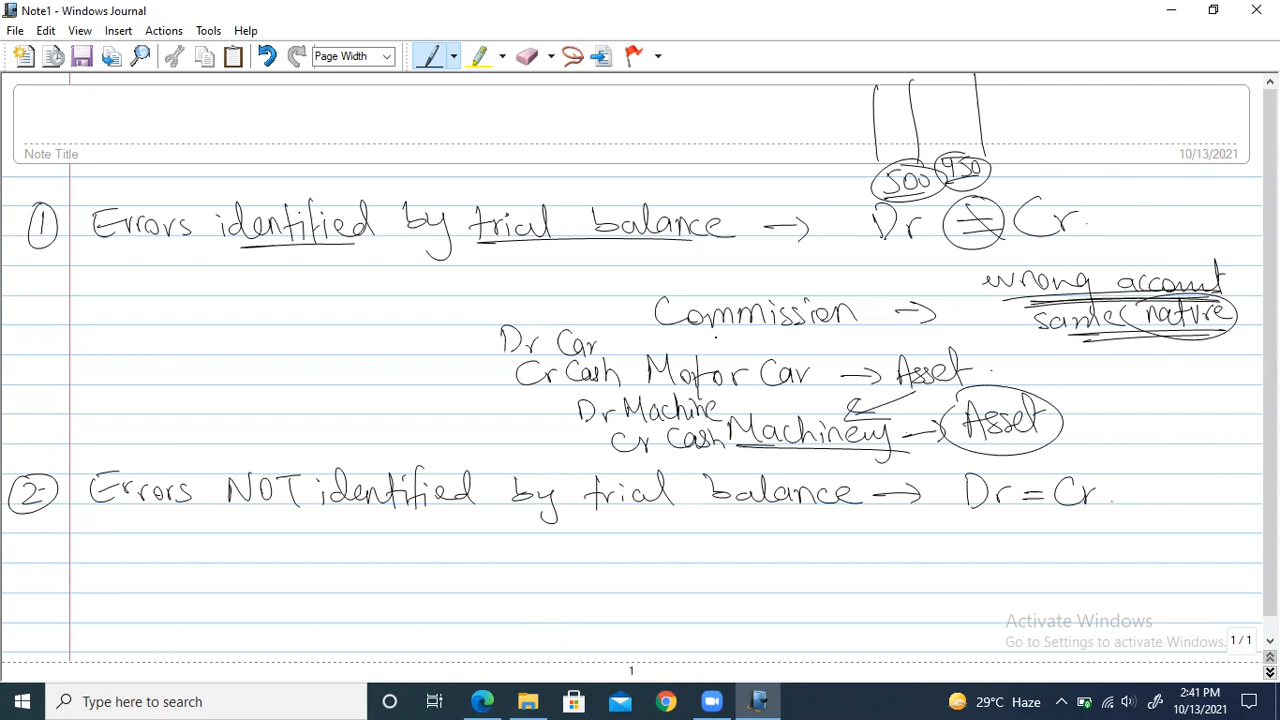 Note1 - Windows Journal
File Edit View Insert Actions Tools Help
Page Width
Note Title
10/13/2021
500 450
① Errors identified by trial balance → Dr ≠ Cr.
wrong account
Commission → same nature
Dr Car
Cr Cash Motor Car → Asset
Dr Machine
Cr Cash Machinery → Asset
② Errors NOT identified by trial balance → Dr = Cr.
Activate Windows
Go to Settings to activate Windows.
1 / 1
1
Type here to search
29°C Haze
2:41 PM
10/13/2021